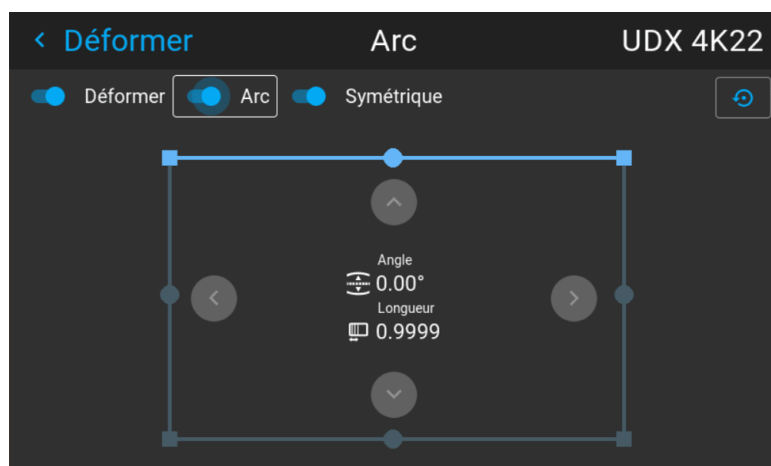 Déformer
Arc
UDX 4K22
Déformer
Arc
Symétrique
Angle
0.00°
Longueur
0.9999